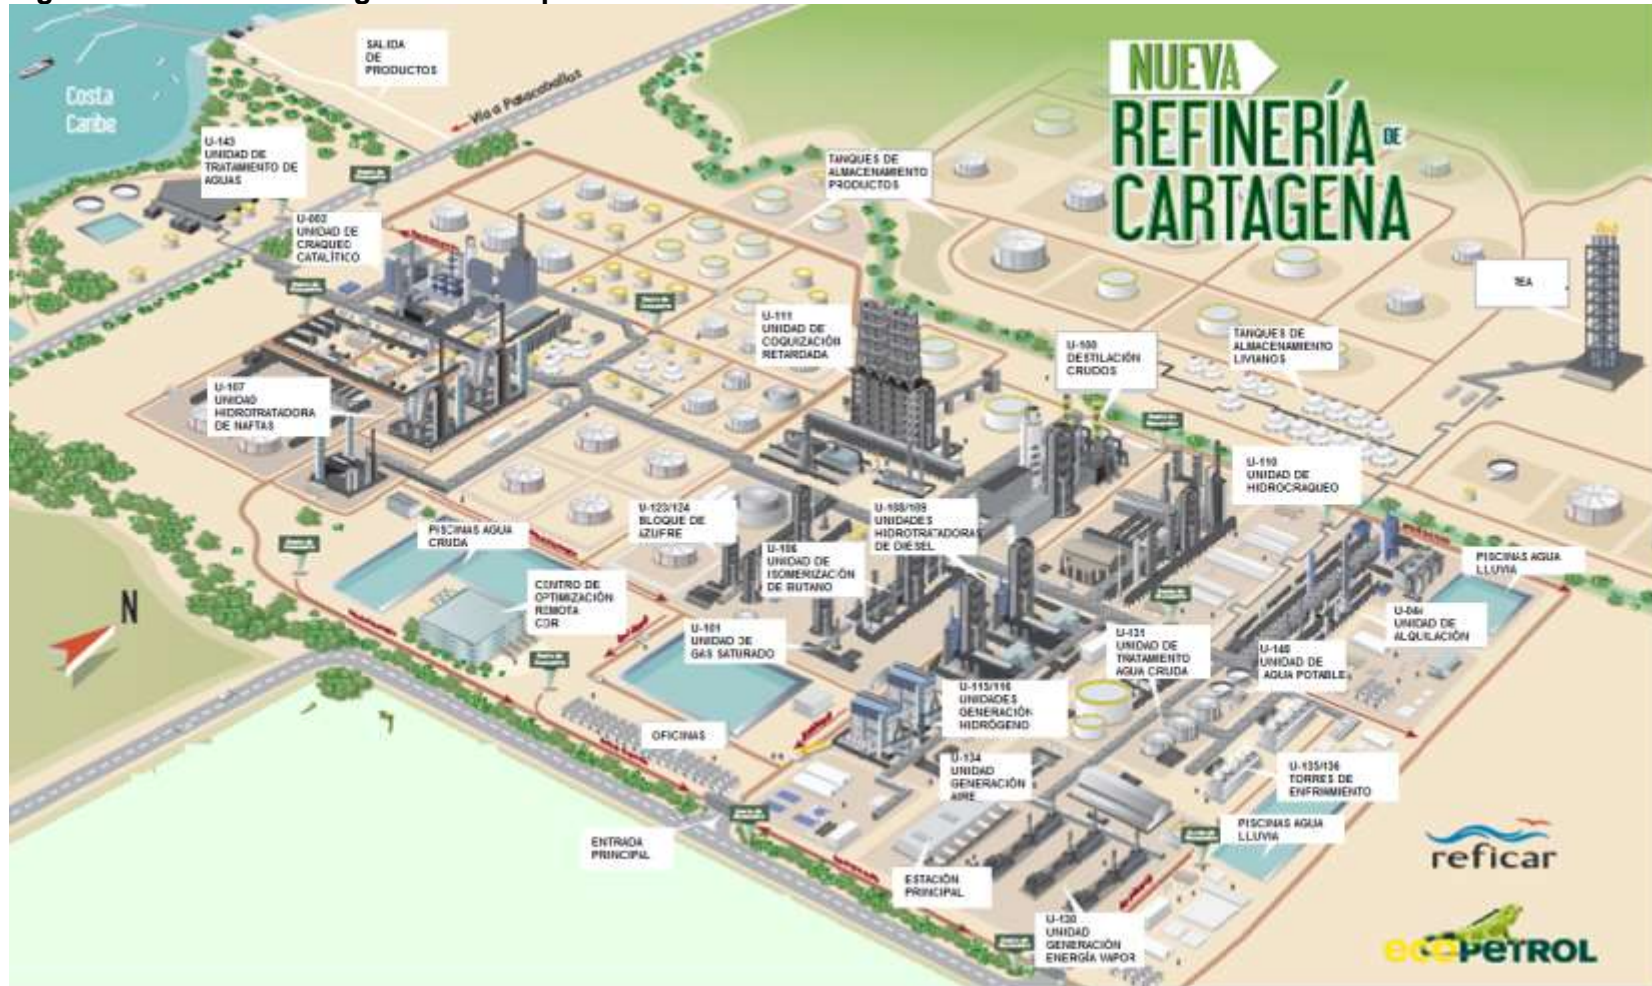 SALIDA
DE
PRODUCTOS
Vía a Pasacaballos
Costa
Caribe
NUEVA
REFINERÍA DE
CARTAGENA
U-143
UNIDAD DE
TRATAMIENTO DE
AGUAS
TANQUES DE
ALMACENAMIENTO
PRODUCTOS
U-002
UNIDAD DE
CRAQUEO
CATALÍTICO
TEA
U-111
UNIDAD DE
COQUIZACIÓN
RETARDADA
U-100
DESTILACIÓN
CRUDOS
TANQUES DE
ALMACENAMIENTO
LIVIANOS
U-107
UNIDAD
HIDROTRATADORA
DE NAFTAS
U-110
UNIDAD DE
HIDROCRAQUEO
U-123/124
BLOQUE DE
AZUFRE
U-108/109
UNIDADES
HIDROTRATADORAS
DE DIESEL
PISCINAS AGUA
CRUDA
U-106
UNIDAD DE
ISOMERIZACIÓN
DE BUTANO
PISCINAS AGUA
LLUVIA
CENTRO DE
OPTIMIZACIÓN
REMOTA
COR
N
U-101
UNIDAD DE
GAS SATURADO
U-131
UNIDAD DE
TRATAMIENTO
AGUA CRUDA
U-044
UNIDAD DE
ALQUILACIÓN
U-140
UNIDAD DE
AGUA POTABLE
U-115/116
UNIDADES
GENERACIÓN
HIDRÓGENO
OFICINAS
U-134
UNIDAD
GENERACIÓN
AIRE
U-135/136
TORRES DE
ENFRIAMIENTO
PISCINAS AGUA
LLUVIA
ENTRADA
PRINCIPAL
ESTACIÓN
PRINCIPAL
U-130
UNIDAD
GENERACIÓN
ENERGÍA VAPOR
reficar
ecopetrol